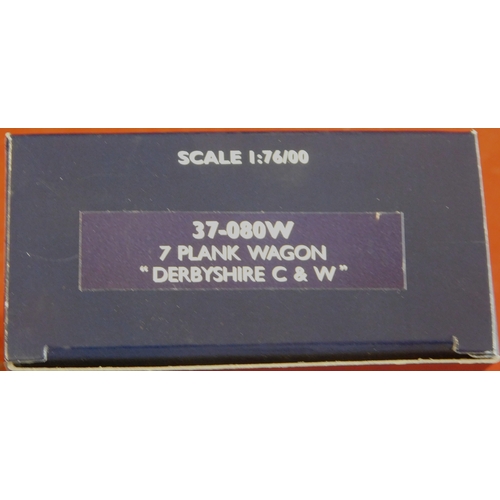 SCALE 1:76/00
37-080W
7 PLANK WAGON
"DERBYSHIRE C & W"